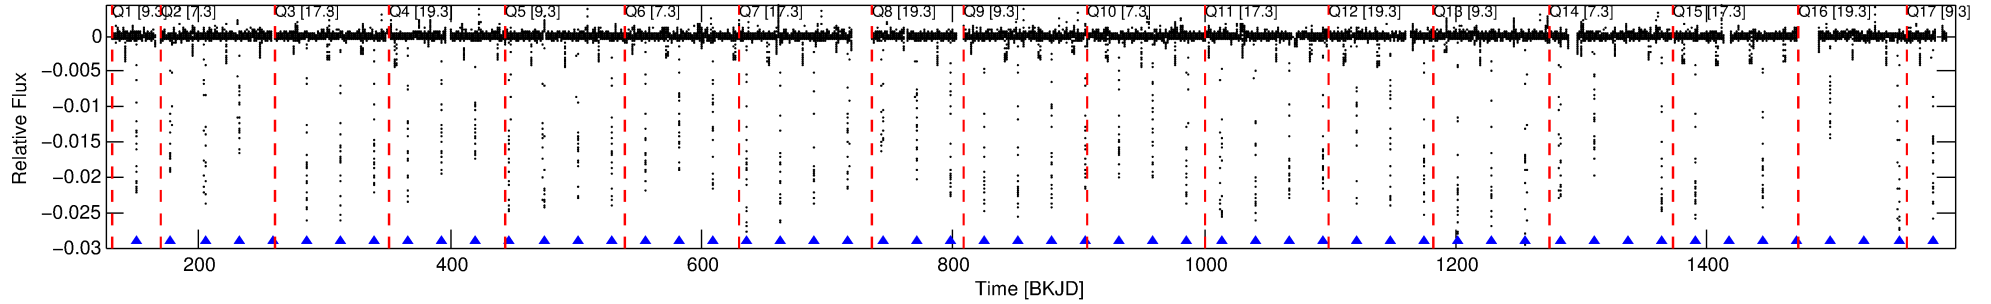 Q1 [9.3] Q2 [7.3] Q3 [17.3] Q4 [19.3] Q5 [9.3] Q6 [7.3] Q7 [17.3] Q8 [19.3] Q9 [9.3] Q10 [7.3] Q11 [17.3] Q12 [19.3] Q13 [9.3] Q14 [7.3] Q15 [17.3] Q16 [19.3] Q17 [9.3]
0
−0.005
−0.01
−0.015
−0.02
−0.025
−0.03
Relative Flux
200 400 600 800 1000 1200 1400
Time [BKJD]